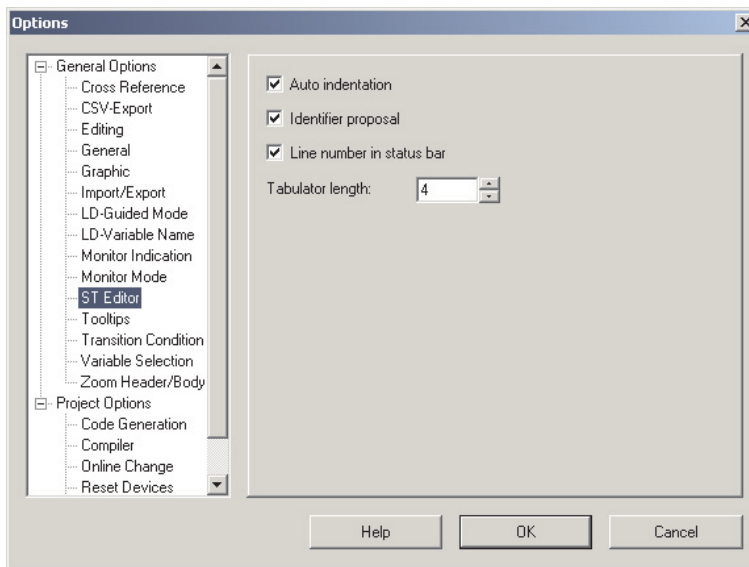 Options
General Options
Cross Reference
CSV-Export
Editing
General
Graphic
Import/Export
LD-Guided Mode
LD-Variable Name
Monitor Indication
Monitor Mode
ST Editor
Tooltips
Transition Condition
Variable Selection
Zoom Header/Body
Project Options
Code Generation
Compiler
Online Change
Reset Devices
Auto indentation
Identifier proposal
Line number in status bar
Tabulator length: 4
Help OK Cancel